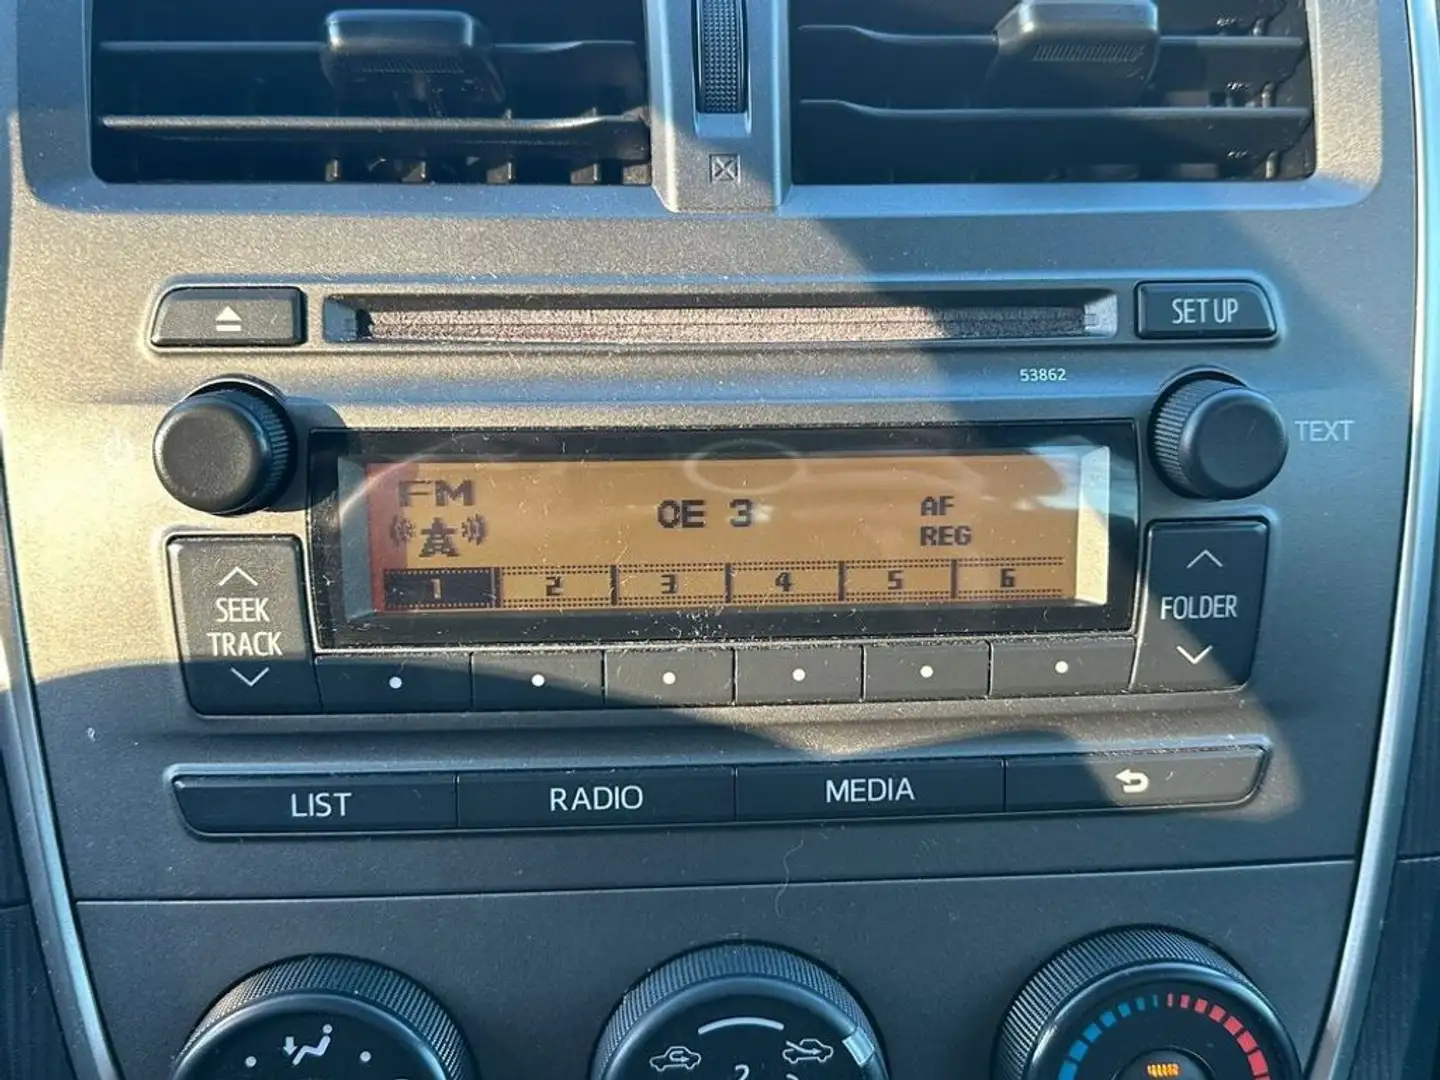 SET UP
53862
TEXT
FM
OE 3
AF
REG
1 2 3 4 5 6
SEEK
TRACK
FOLDER
LIST RADIO MEDIA
2